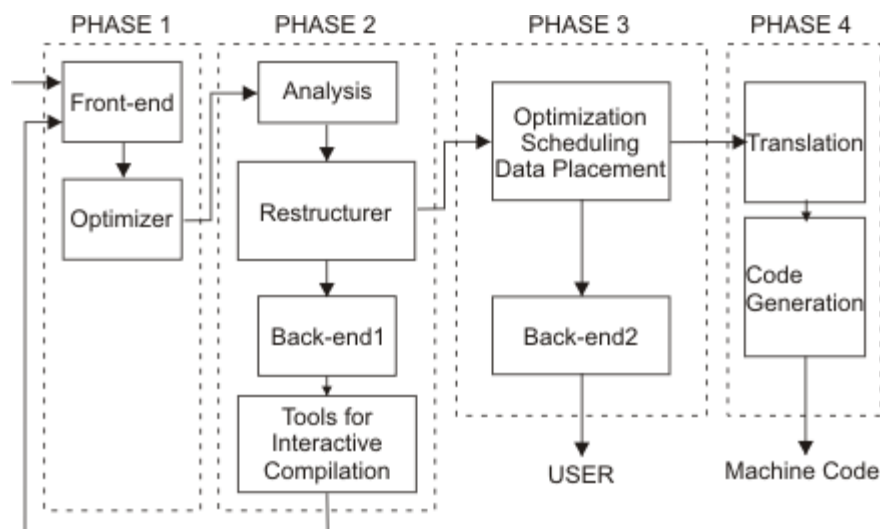 PHASE 1
PHASE 2
PHASE 3
PHASE 4
Front-end
Optimizer
Analysis
Restructurer
Back-end1
Tools for
Interactive
Compilation
Optimization
Scheduling
Data Placement
Back-end2
USER
Translation
Code
Generation
Machine Code